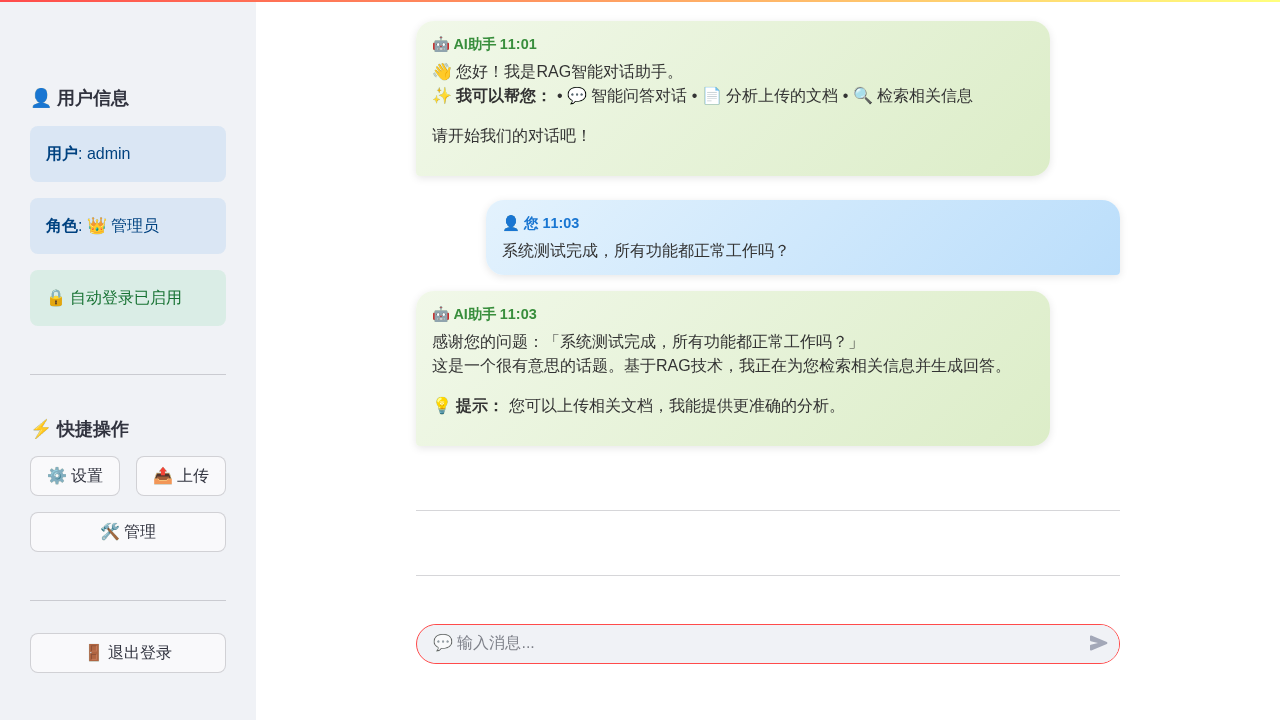 👤 用户信息
用户: admin
角色: 👑 管理员
🔒 自动登录已启用
⚡ 快捷操作
⚙️ 设置
📤 上传
🛠️ 管理
🚪 退出登录
🤖 AI助手 11:01
👋 您好！我是RAG智能对话助手。
✨ 我可以帮您： • 💬 智能问答对话 • 📄 分析上传的文档 • 🔍 检索相关信息
请开始我们的对话吧！
👤 您 11:03
系统测试完成，所有功能都正常工作吗？
🤖 AI助手 11:03
感谢您的问题：「系统测试完成，所有功能都正常工作吗？」
这是一个很有意思的话题。基于RAG技术，我正在为您检索相关信息并生成回答。
💡 提示： 您可以上传相关文档，我能提供更准确的分析。
💬 输入消息...